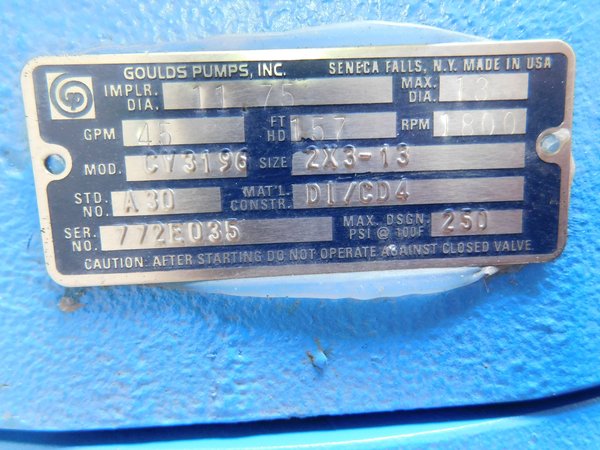 GOULDS PUMPS, INC. SENECA FALLS, N.Y. MADE IN USA
IMPLR. DIA. 11.75 MAX. DIA. 13
GPM 45 FT HD 157 RPM 1800
MOD. CV3196 SIZE 2X3-13
STD. NO. A30 MAT'L. CONSTR. DI/CD4
SER. NO. 772E035 MAX. DSGN. PSI @ 100F 250
CAUTION: AFTER STARTING DO NOT OPERATE AGAINST CLOSED VALVE.